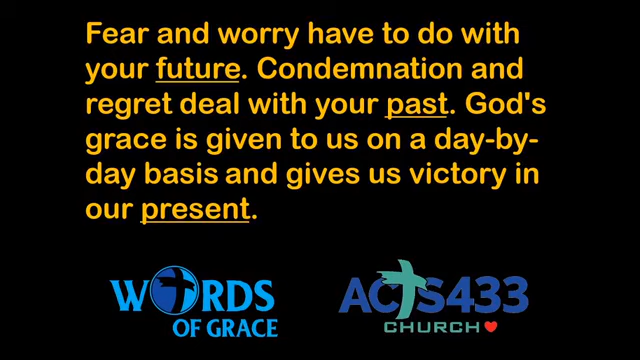 Fear and worry have to do with
your future. Condemnation and
regret deal with your past. God's
grace is given to us on a day-by-
day basis and gives us victory in
our present.
WORDS
OF GRACE
ACTS433
CHURCH